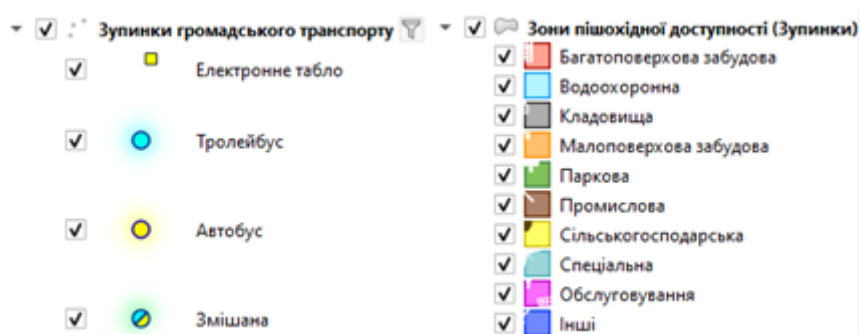 Зупинки громадського транспорту
Електронне табло
Тролейбус
Автобус
Змішана
Зони пішохідної доступності (Зупинки)
Багатоповерхова забудова
Водоохоронна
Кладовища
Малоповерхова забудова
Паркова
Промислова
Сільськогосподарська
Спеціальна
Обслуговування
Інші